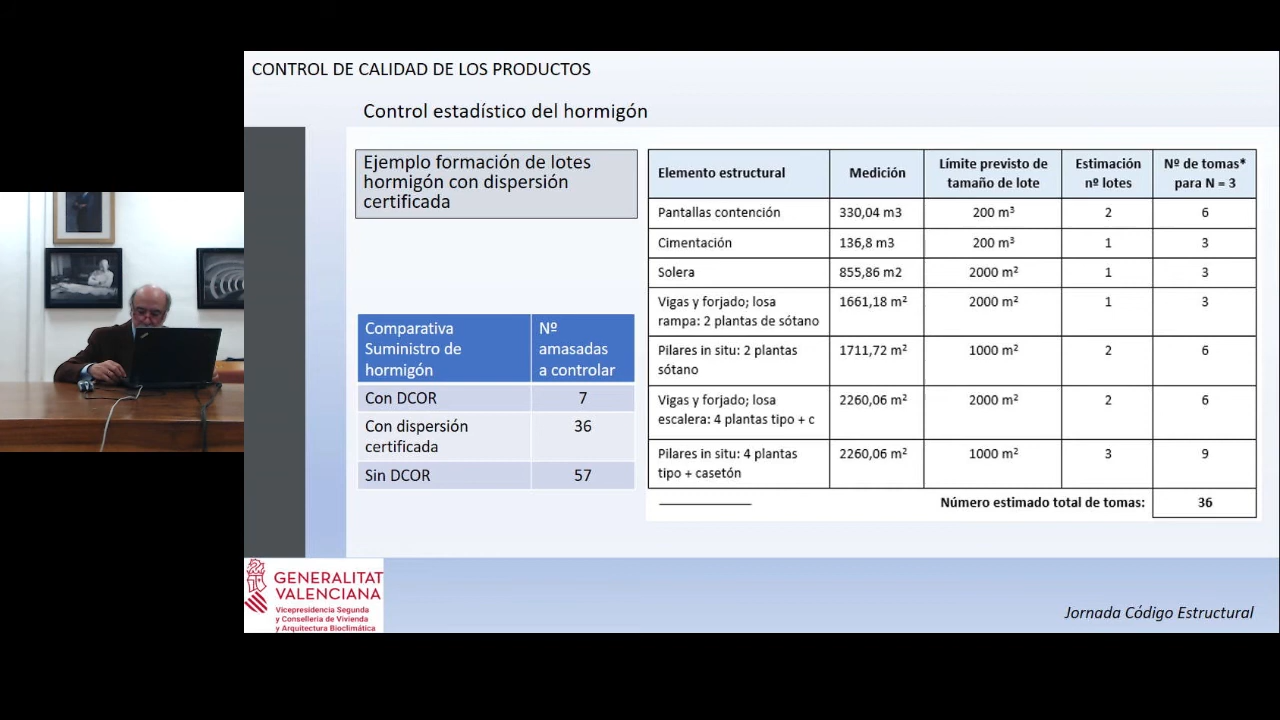 CONTROL DE CALIDAD DE LOS PRODUCTOS
Control estadístico del hormigón
Ejemplo formación de lotes
hormigón con dispersión
certificada
Comparativa
Suministro de
hormigón
Nº
amasadas
a controlar
Con DCOR 7
Con dispersión
certificada
36
Sin DCOR 57
Elemento estructural
Medición
Límite previsto de
tamaño de lote
Estimación
nº lotes
Nº de tomas*
para N = 3
Pantallas contención 330,04 m3 200 m³ 2 6
Cimentación 136,8 m3 200 m³ 1 3
Solera 855,86 m2 2000 m² 1 3
Vigas y forjado; losa
rampa: 2 plantas de sótano
1661,18 m² 2000 m² 1 3
Pilares in situ: 2 plantas
sótano
1711,72 m² 1000 m² 2 6
Vigas y forjado; losa
escalera: 4 plantas tipo + c
2260,06 m² 2000 m² 2 6
Pilares in situ: 4 plantas
tipo + casetón
2260,06 m² 1000 m² 3 9
Número estimado total de tomas: 36
GENERALITAT
VALENCIANA
Vicepresidencia Segunda
y Conselleria de Vivienda
y Arquitectura Bioclimática
Jornada Código Estructural